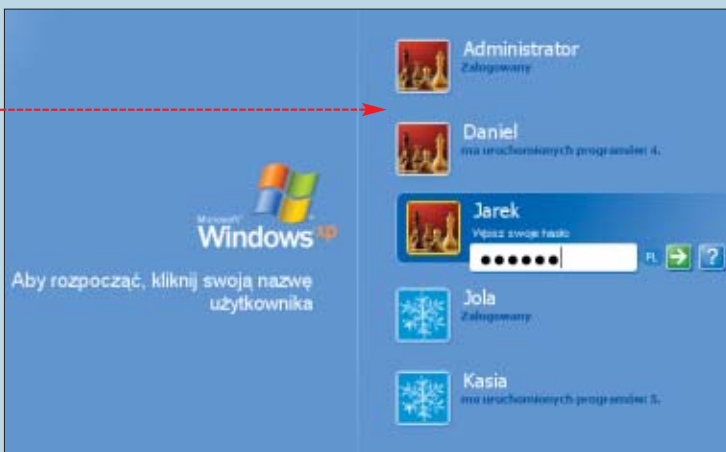 Microsoft
Windows xp
Aby rozpocząć, kliknij swoją nazwę
użytkownika
Administrator
Zalogowany
Daniel
ma uruchomionych programów: 4.
Jarek
Wpisz swoje hasło
PL
?
Jola
Zalogowany
Kasia
ma uruchomionych programów: 5.